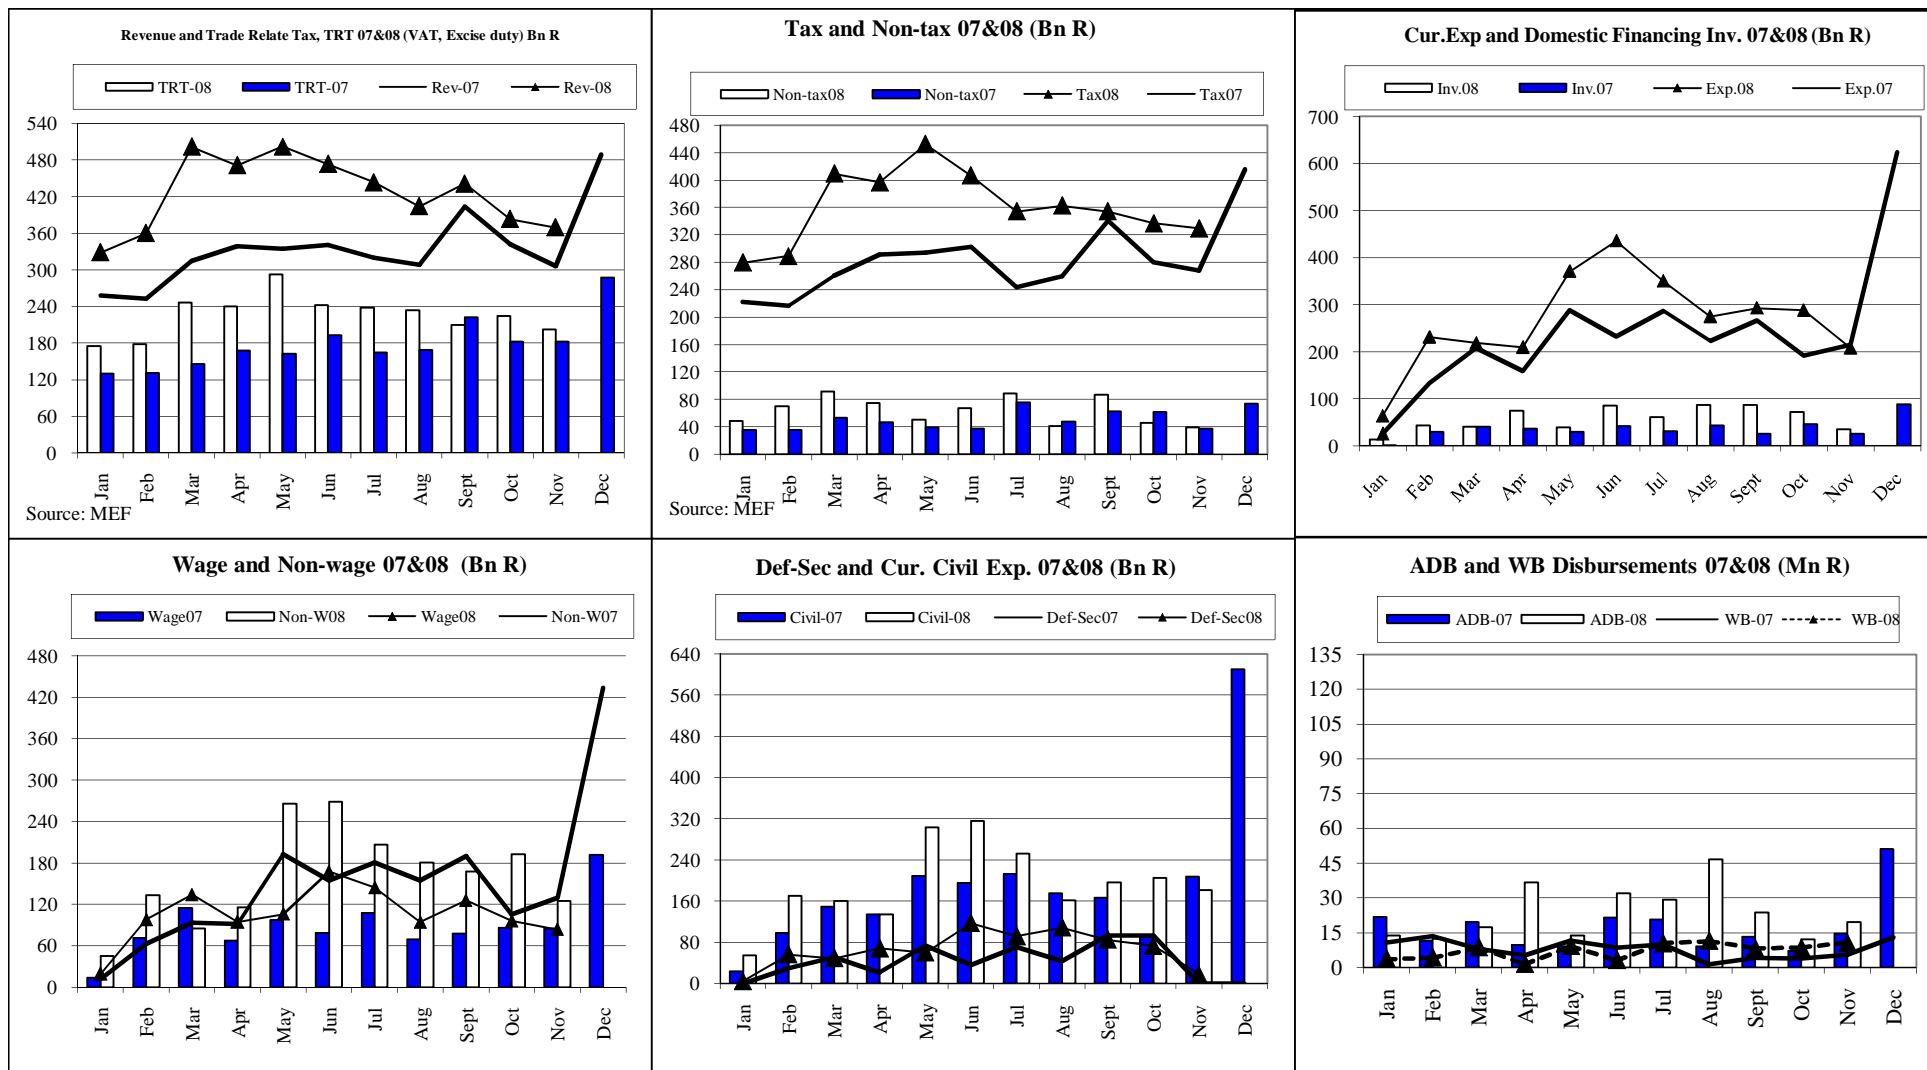 Revenue and Trade Relate Tax, TRT 07&08 (VAT, Excise duty) Bn R
TRT-08 TRT-07 Rev-07 Rev-08
540
480
420
360
300
240
180
120
60
0
Jan Feb Mar Apr May Jun Jul Aug Sept Oct Nov Dec
Source: MEF
Tax and Non-tax 07&08 (Bn R)
Non-tax08 Non-tax07 Tax08 Tax07
480
440
400
360
320
280
240
200
160
120
80
40
0
Jan Feb Mar Apr May Jun Jul Aug Sept Oct Nov Dec
Source: MEF
Cur.Exp and Domestic Financing Inv. 07&08 (Bn R)
Inv.08 Inv.07 Exp.08 Exp.07
700
600
500
400
300
200
100
0
Jan Feb Mar Apr May Jun Jul Aug Sept Oct Nov Dec
Wage and Non-wage 07&08 (Bn R)
Wage07 Non-W08 Wage08 Non-W07
480
420
360
300
240
180
120
60
0
Jan Feb Mar Apr May Jun Jul Aug Sept Oct Nov Dec
Def-Sec and Cur. Civil Exp. 07&08 (Bn R)
Civil-07 Civil-08 Def-Sec07 Def-Sec08
640
560
480
400
320
240
160
80
0
Jan Feb Mar Apr May Jun Jul Aug Sept Oct Nov Dec
ADB and WB Disbursements 07&08 (Mn R)
ADB-07 ADB-08 WB-07 WB-08
135
120
105
90
75
60
45
30
15
0
Jan Feb Mar Apr May Jun Jul Aug Sept Oct Nov Dec